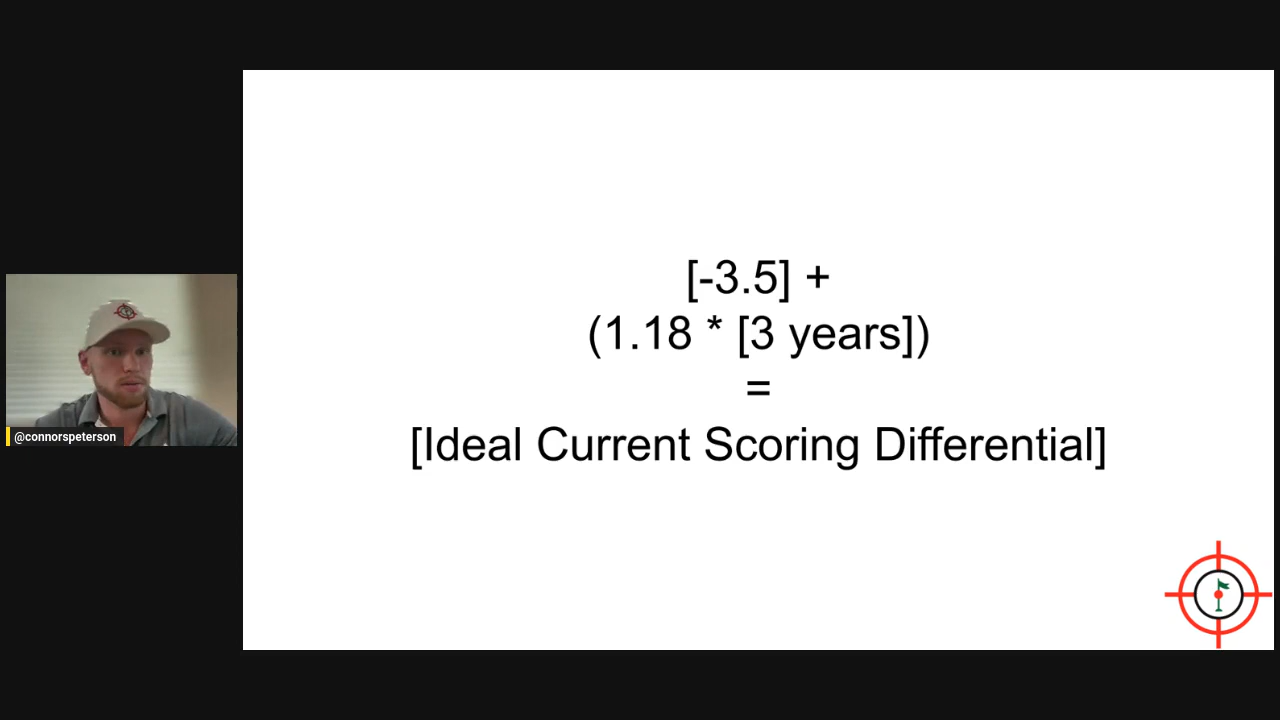 [-3.5] +
(1.18 * [3 years])
=
[Ideal Current Scoring Differential]
@connorspeterson